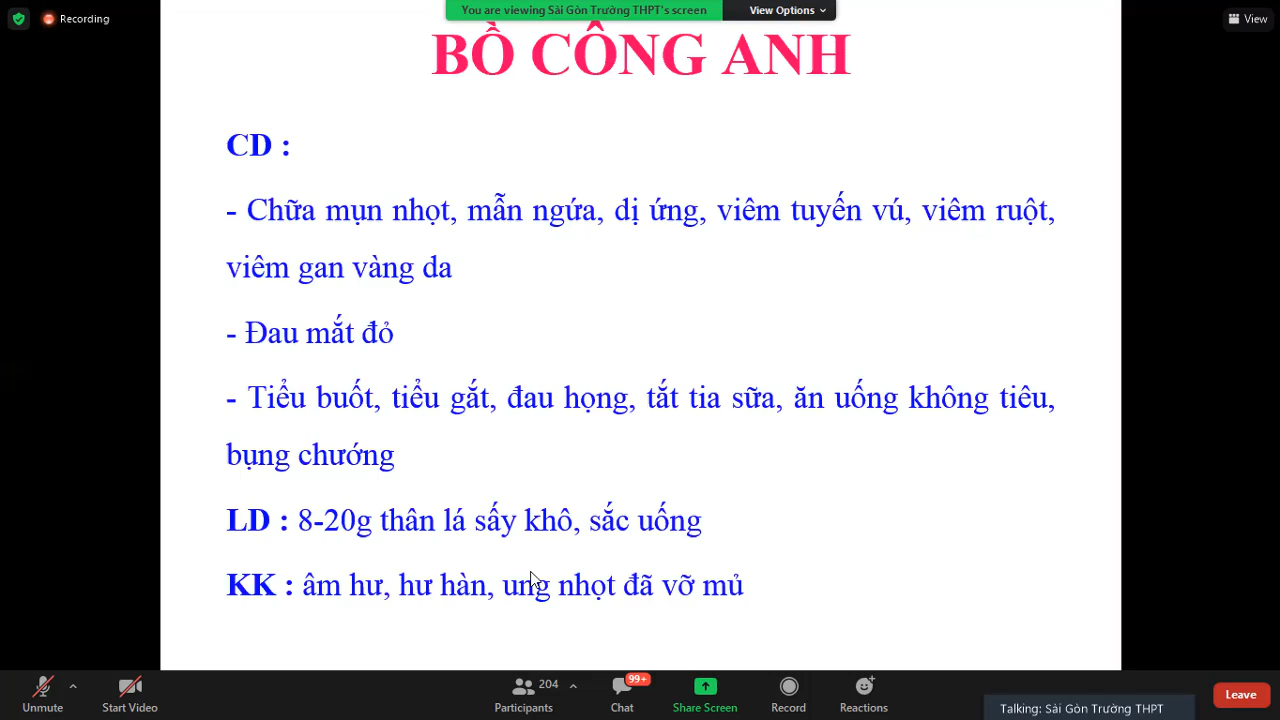 You are viewing Sài Gòn Trường THPT's screen
View Options
Recording
View
BỒ CÔNG ANH
CD :
- Chữa mụn nhọt, mẫn ngứa, dị ứng, viêm tuyến vú, viêm ruột,
viêm gan vàng da
- Đau mắt đỏ
- Tiểu buốt, tiểu gắt, đau họng, tắt tia sữa, ăn uống không tiêu,
bụng chướng
LD : 8-20g thân lá sấy khô, sắc uống
KK : âm hư, hư hàn, ung nhọt đã vỡ mủ
204
99+
Unmute
Start Video
Participants
Chat
Share Screen
Record
Reactions
Talking: Sài Gòn Trường THPT
Leave